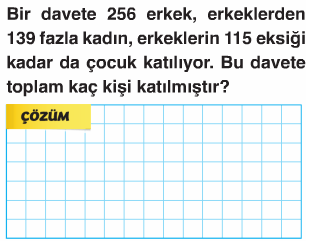 Bir davete 256 erkek, erkeklerden
139 fazla kadın, erkeklerin 115 eksiği
kadar da çocuk katılıyor. Bu davete
toplam kaç kişi katılmıştır?
ÇÖZÜM